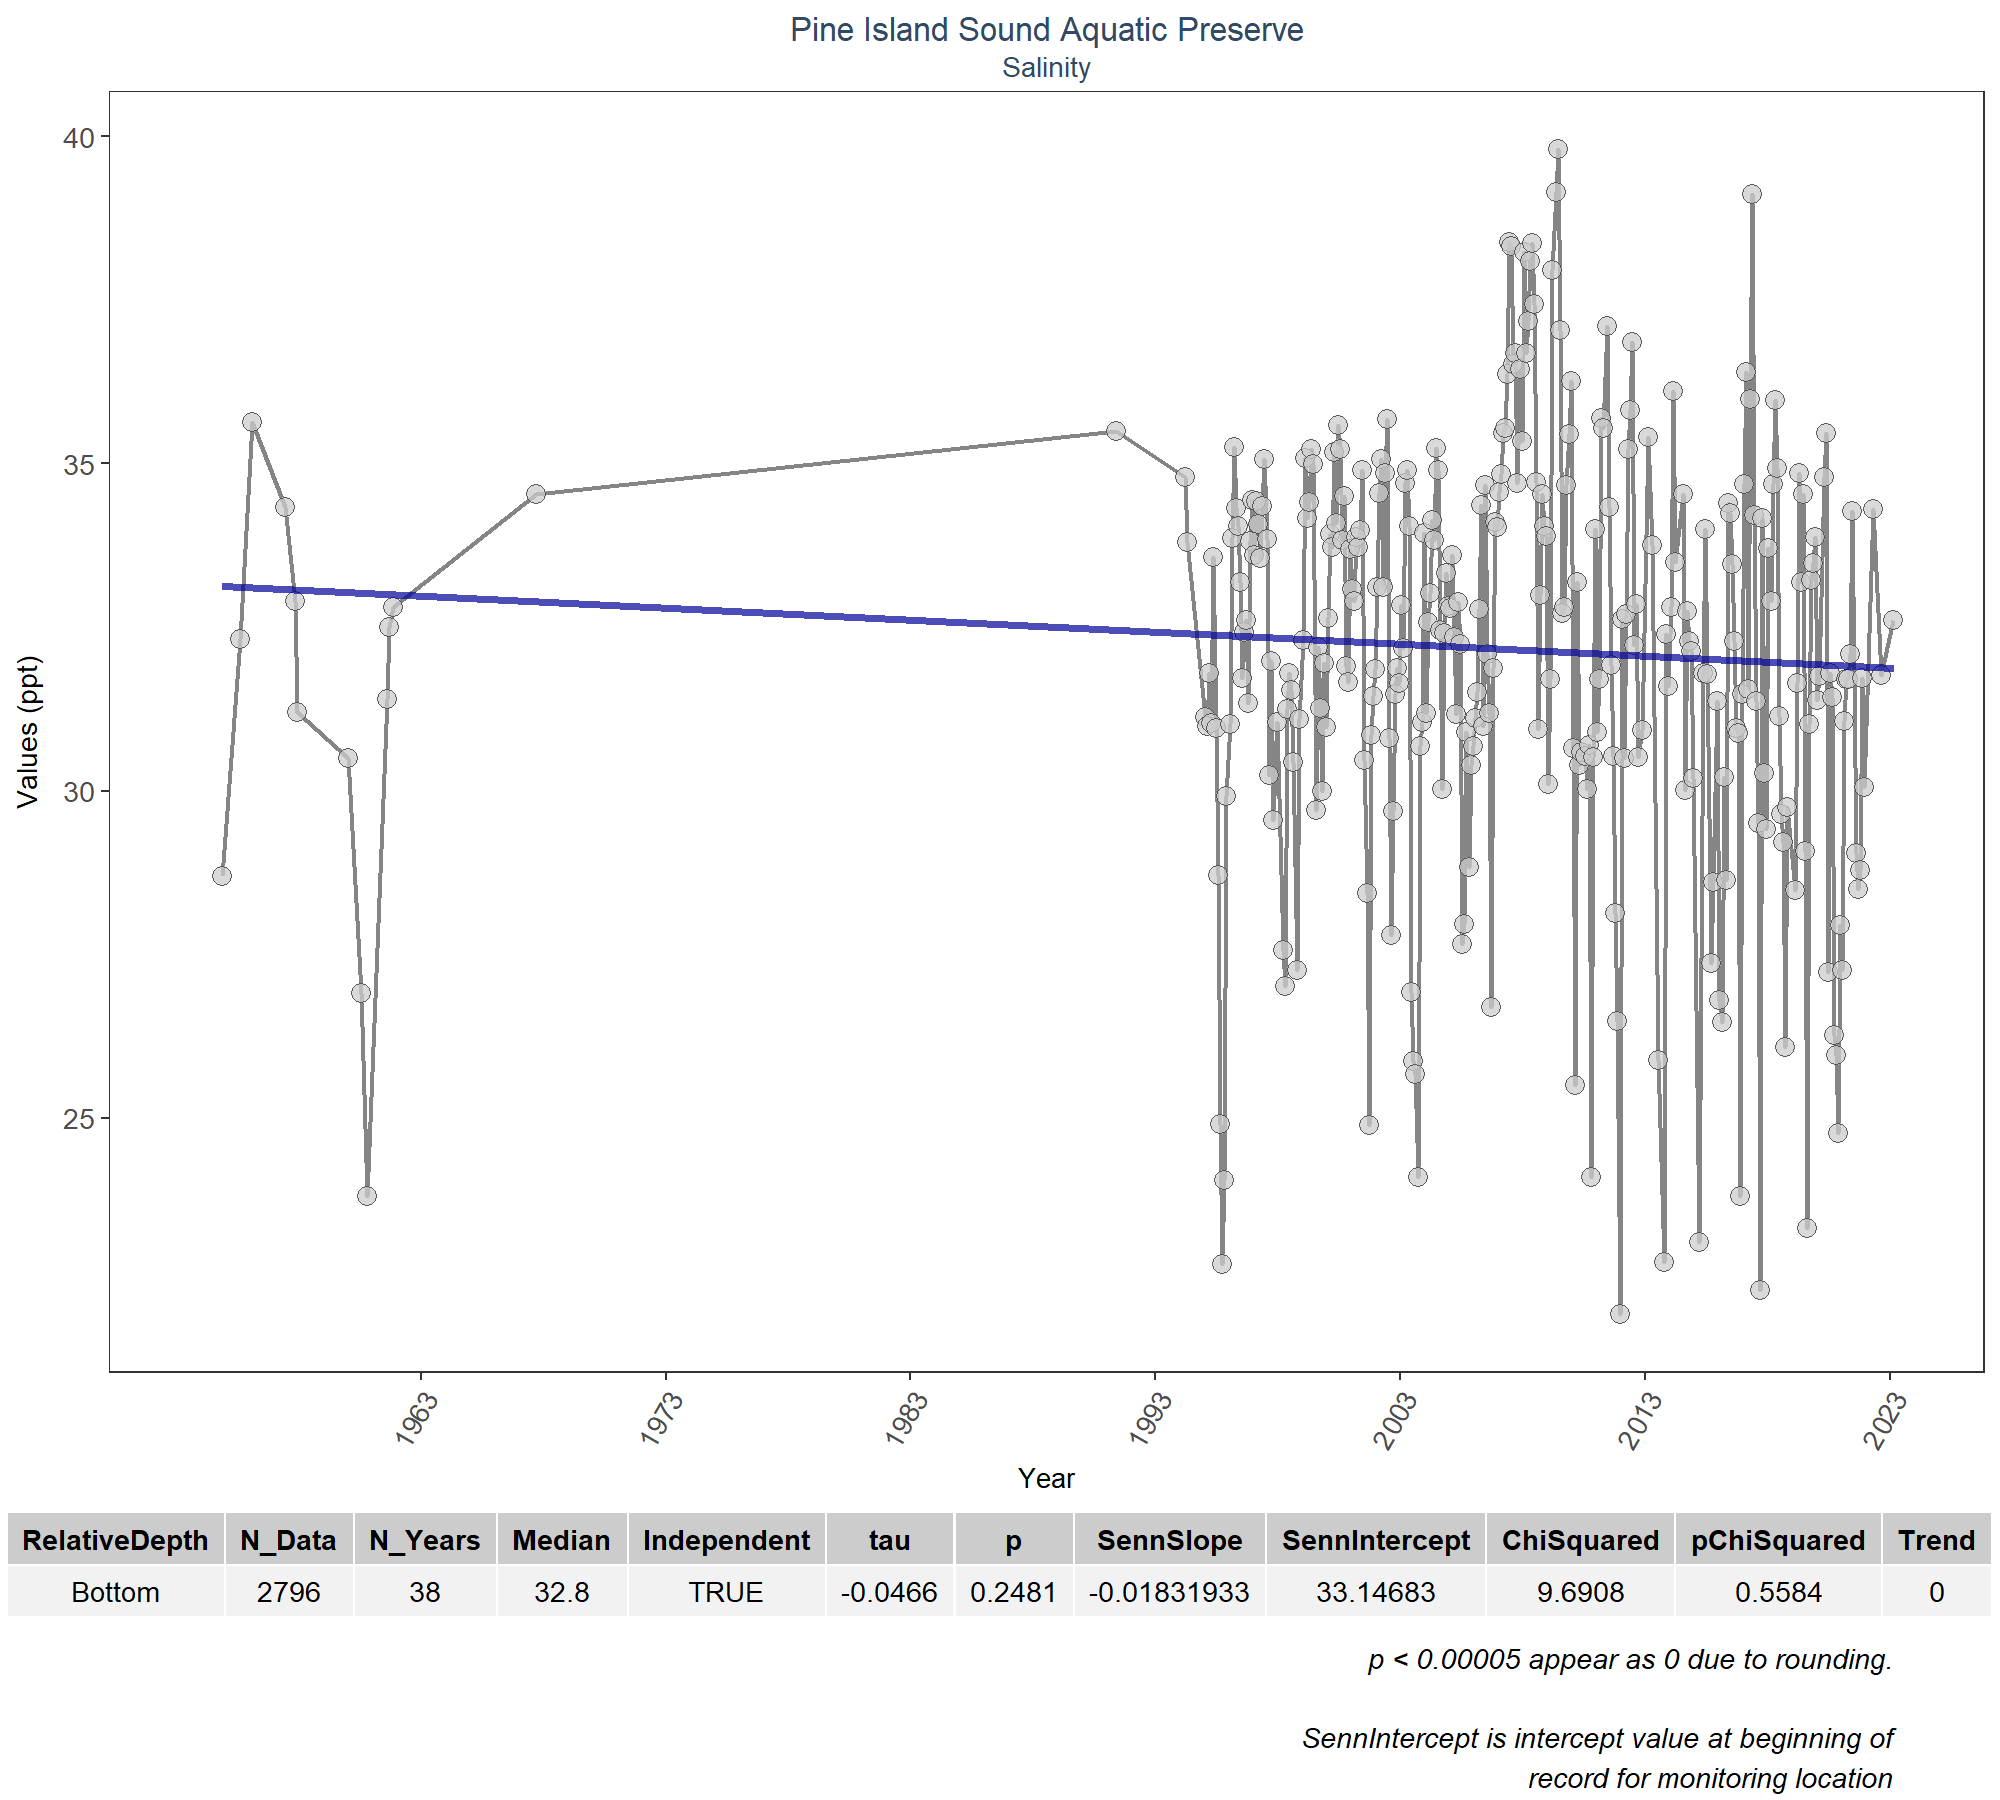 Pine Island Sound Aquatic Preserve
Salinity
40
35
30
25
Values (ppt)
1963 1973 1983 1993 2003 2013 2023
Year
RelativeDepth N_Data N_Years Median Independent tau p SennSlope SennIntercept ChiSquared pChiSquared Trend
Bottom 2796 38 32.8 TRUE -0.0466 0.2481 -0.01831933 33.14683 9.6908 0.5584 0
p < 0.00005 appear as 0 due to rounding.
SennIntercept is intercept value at beginning of
record for monitoring location